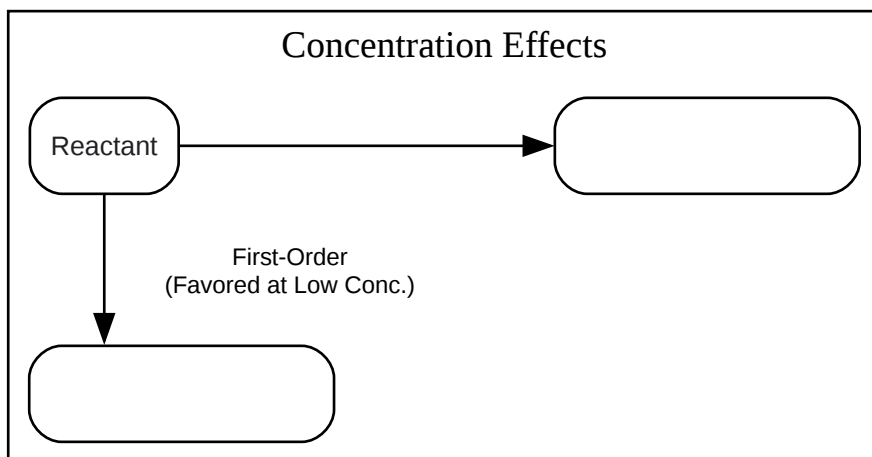 Concentration Effects
Reactant
First-Order
(Favored at Low Conc.)